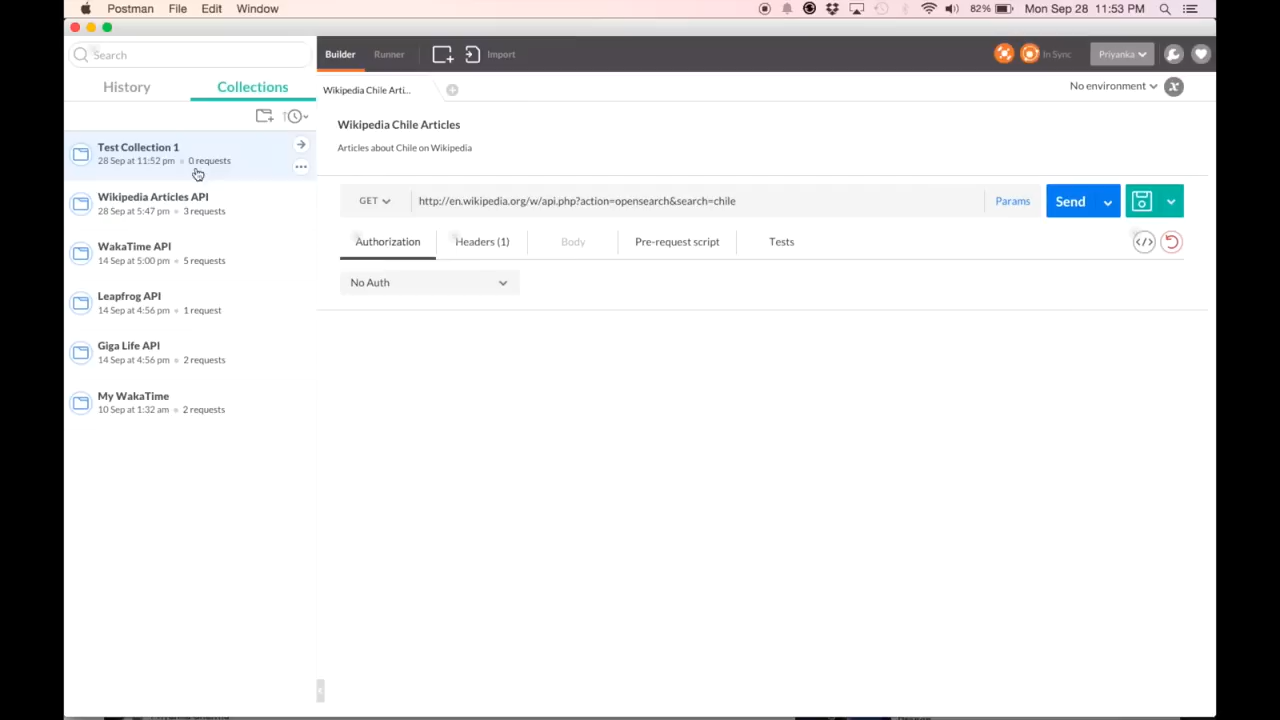 Postman File Edit Window 82% Mon Sep 28 11:53 PM
Search
Builder Runner Import In Sync Priyanka
History Collections
Wikipedia Chile Arti... No environment
Wikipedia Chile Articles
Articles about Chile on Wikipedia
Test Collection 1
28 Sep at 11:52 pm 0 requests
Wikipedia Articles API
28 Sep at 5:47 pm 3 requests
WakaTime API
14 Sep at 5:00 pm 5 requests
Leapfrog API
14 Sep at 4:56 pm 1 request
Giga Life API
14 Sep at 4:56 pm 2 requests
My WakaTime
10 Sep at 1:32 am 2 requests
GET http://en.wikipedia.org/w/api.php?action=opensearch&search=chile Params Send
Authorization Headers (1) Body Pre-request script Tests
No Auth